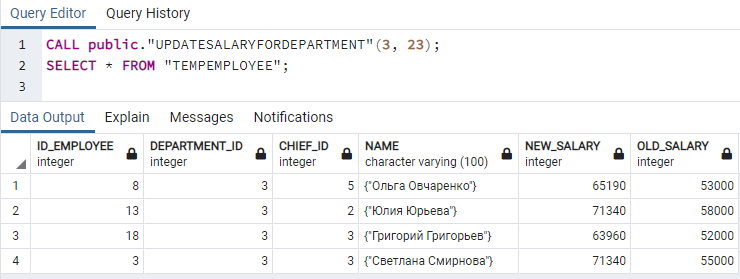 Query Editor Query History
1 CALL public."UPDATESALARYFORDEPARTMENT"(3, 23);
2 SELECT * FROM "TEMPEMPLOYEE";
3
Data Output Explain Messages Notifications
ID_EMPLOYEE DEPARTMENT_ID CHIEF_ID NAME NEW_SALARY OLD_SALARY
integer integer integer character varying (100) integer integer
1 8 3 5 {"Ольга Овчаренко"} 65190 53000
2 13 3 2 {"Юлия Юрьева"} 71340 58000
3 18 3 3 {"Григорий Григорьев"} 63960 52000
4 3 3 3 {"Светлана Смирнова"} 71340 55000